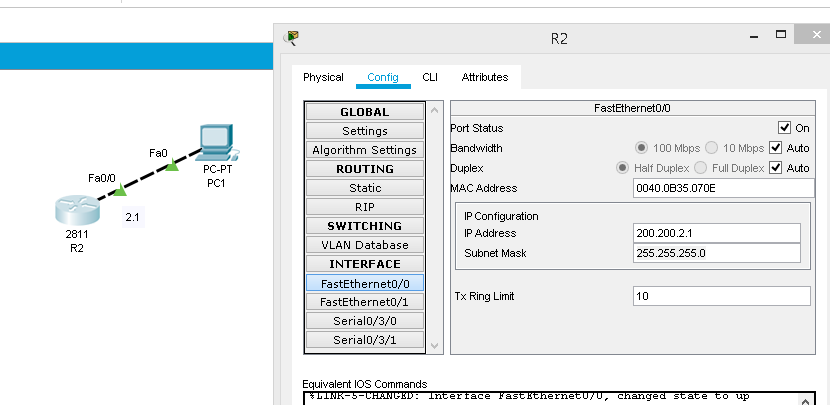 R2
Physical Config CLI Attributes
GLOBAL
Settings
Algorithm Settings
ROUTING
Static
RIP
SWITCHING
VLAN Database
INTERFACE
FastEthernet0/0
FastEthernet0/1
Serial0/3/0
Serial0/3/1
FastEthernet0/0
Port Status On
Bandwidth 100 Mbps 10 Mbps Auto
Duplex Half Duplex Full Duplex Auto
MAC Address 0040.0B35.070E
IP Configuration
IP Address 200.200.2.1
Subnet Mask 255.255.255.0
Tx Ring Limit 10
Equivalent IOS Commands
%LINK-5-CHANGED: Interface FastEthernet0/0, changed state to up
Fa0
PC-PT
PC1
Fa0/0
2.1
2811
R2